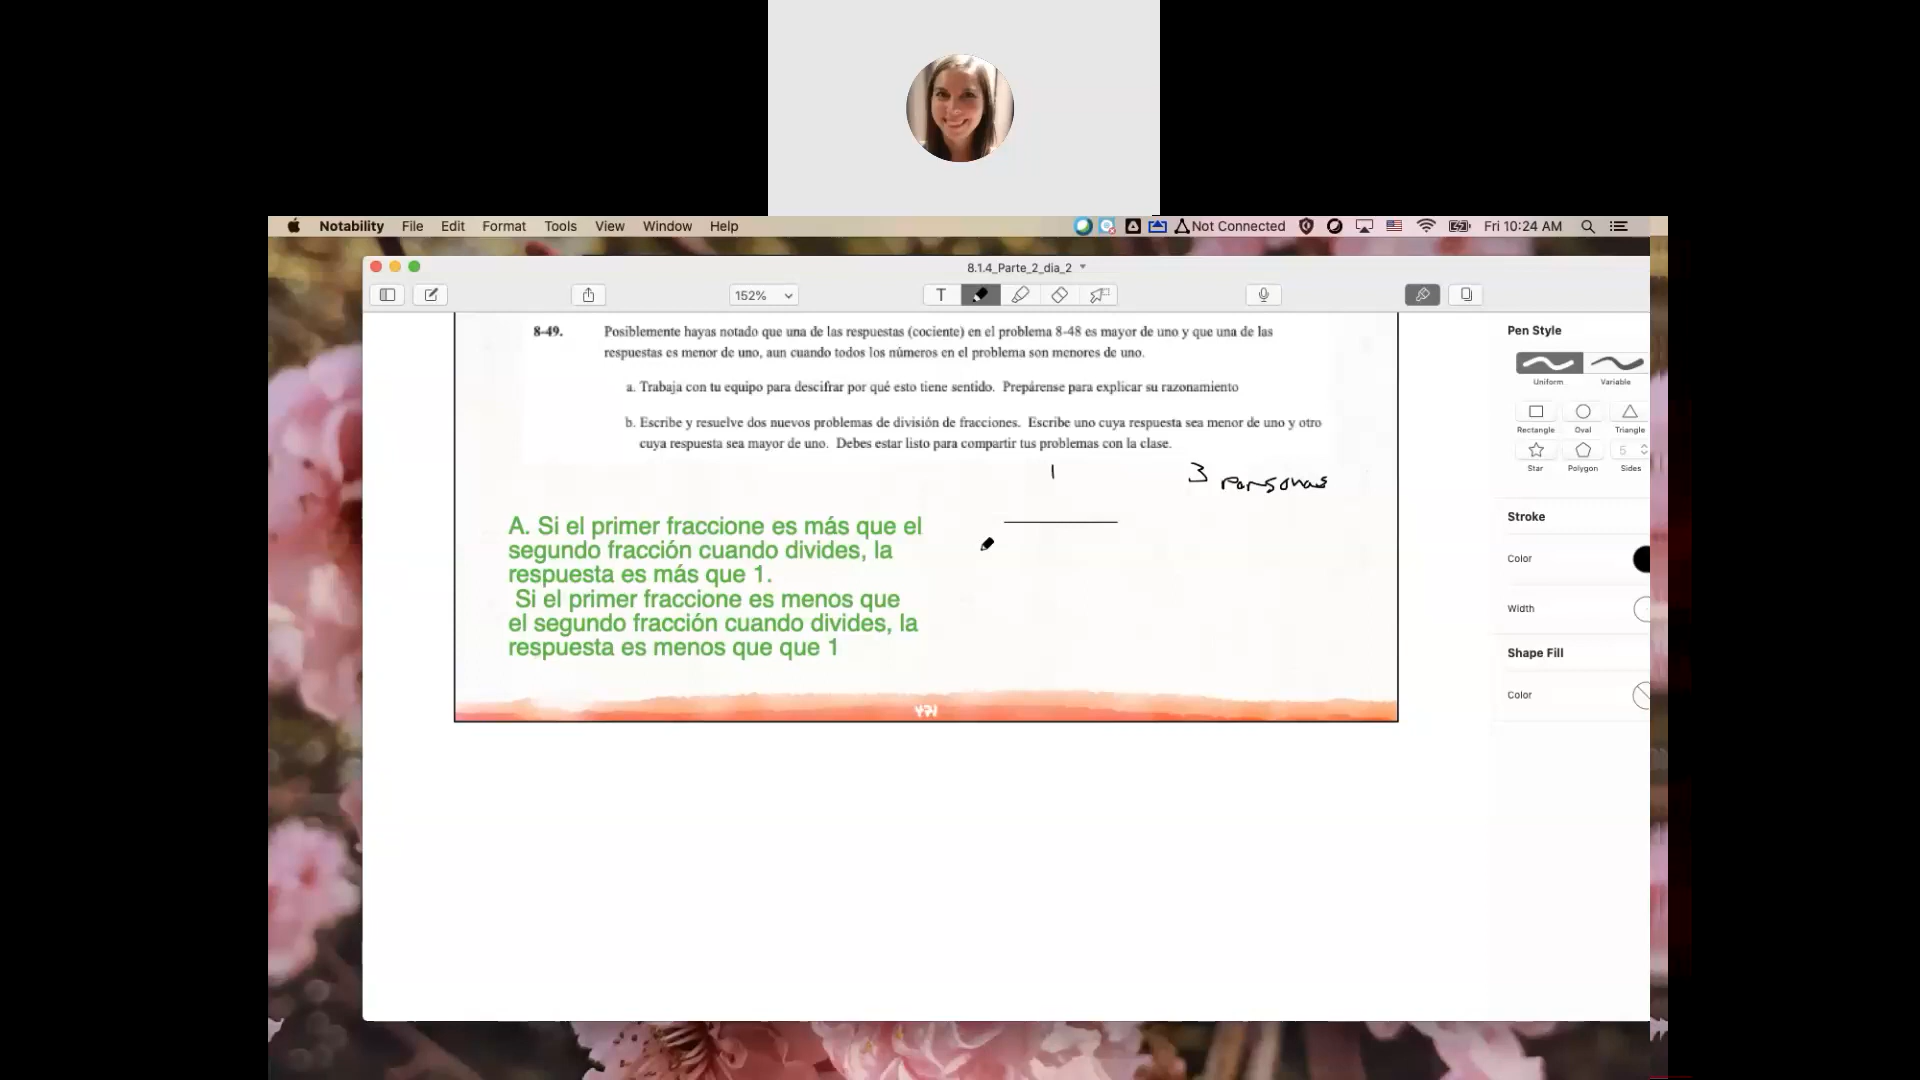 Notability File Edit Format Tools View Window Help Not Connected Fri 10:24 AM
8.1.4_Parte_2_dia_2
152% T
8-49. Posiblemente hayas notado que una de las respuestas (cociente) en el problema 8-48 es mayor de uno y que una de las
respuestas es menor de uno, aun cuando todos los números en el problema son menores de uno.
a. Trabaja con tu equipo para descifrar por qué esto tiene sentido. Prepárense para explicar su razonamiento
b. Escribe y resuelve dos nuevos problemas de división de fracciones. Escribe uno cuya respuesta sea menor de uno y otro
cuya respuesta sea mayor de uno. Debes estar listo para compartir tus problemas con la clase.
1 3 personas
A. Si el primer fraccione es más que el
segundo fracción cuando divides, la
respuesta es más que 1.
Si el primer fraccione es menos que
el segundo fracción cuando divides, la
respuesta es menos que que 1
Pen Style
Uniform Variable
Rectangle Oval Triangle
5
Star Polygon Sides
Stroke
Color
Width
Shape Fill
Color